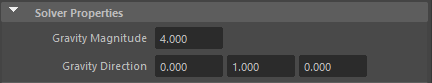 Solver Properties
Gravity Magnitude 4.000
Gravity Direction 0.000 1.000 0.000